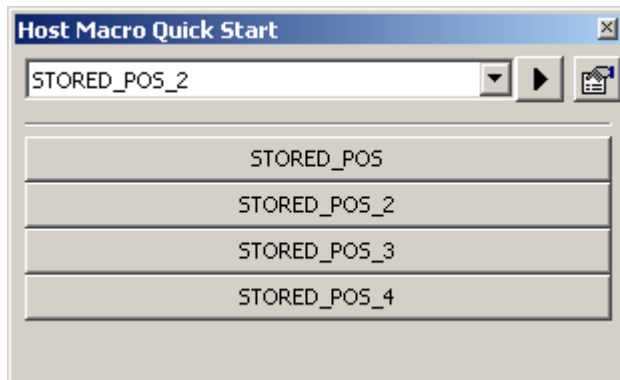 Host Macro Quick Start
STORED_POS_2
STORED_POS
STORED_POS_2
STORED_POS_3
STORED_POS_4